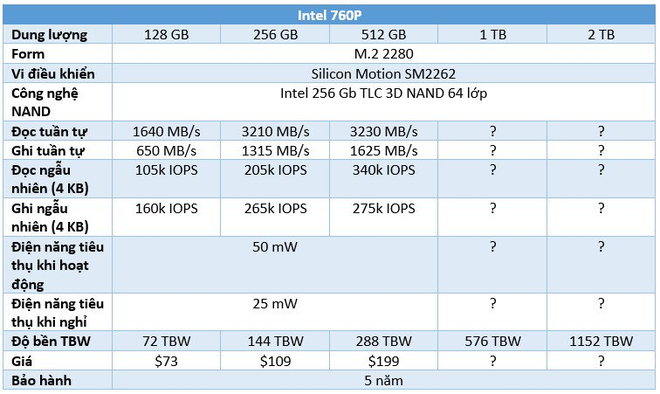 Intel 760P
Dung lượng 128 GB 256 GB 512 GB 1 TB 2 TB
Form M.2 2280
Vi điều khiển Silicon Motion SM2262
Công nghệ Intel 256 Gb TLC 3D NAND 64 lớp
NAND
Đọc tuần tự 1640 MB/s 3210 MB/s 3230 MB/s ? ?
Ghi tuần tự 650 MB/s 1315 MB/s 1625 MB/s ? ?
Đọc ngẫu 105k IOPS 205k IOPS 340k IOPS ? ?
nhiên (4 KB)
Ghi ngẫu 160k IOPS 265k IOPS 275k IOPS ? ?
nhiên (4 KB)
Điện năng tiêu 50 mW ? ?
thụ khi hoạt
động
Điện năng tiêu 25 mW ? ?
thụ khi nghỉ
Độ bền TBW 72 TBW 144 TBW 288 TBW 576 TBW 1152 TBW
Giá $73 $109 $199 ? ?
Bảo hành 5 năm